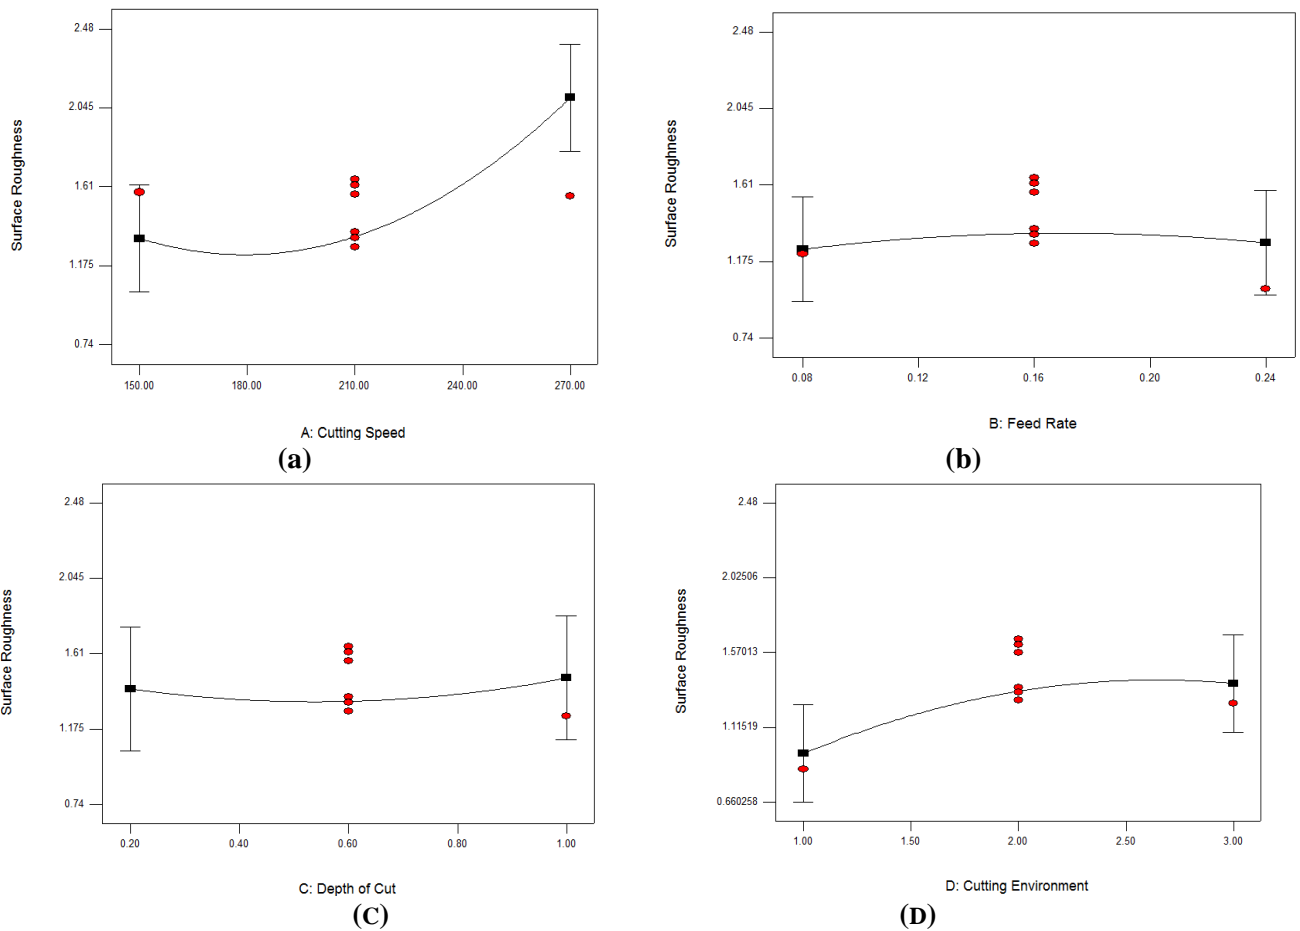 2.48
2.045
1.61
1.175
0.74
Surface Roughness
150.00 180.00 210.00 240.00 270.00
A: Cutting Speed
(a)
2.48
2.045
1.61
1.175
0.74
Surface Roughness
0.08 0.12 0.16 0.20 0.24
B: Feed Rate
(b)
2.48
2.045
1.61
1.175
0.74
Surface Roughness
0.20 0.40 0.60 0.80 1.00
C: Depth of Cut
(C)
2.48
2.02506
1.57013
1.11519
0.660258
Surface Roughness
1.00 1.50 2.00 2.50 3.00
D: Cutting Environment
(D)